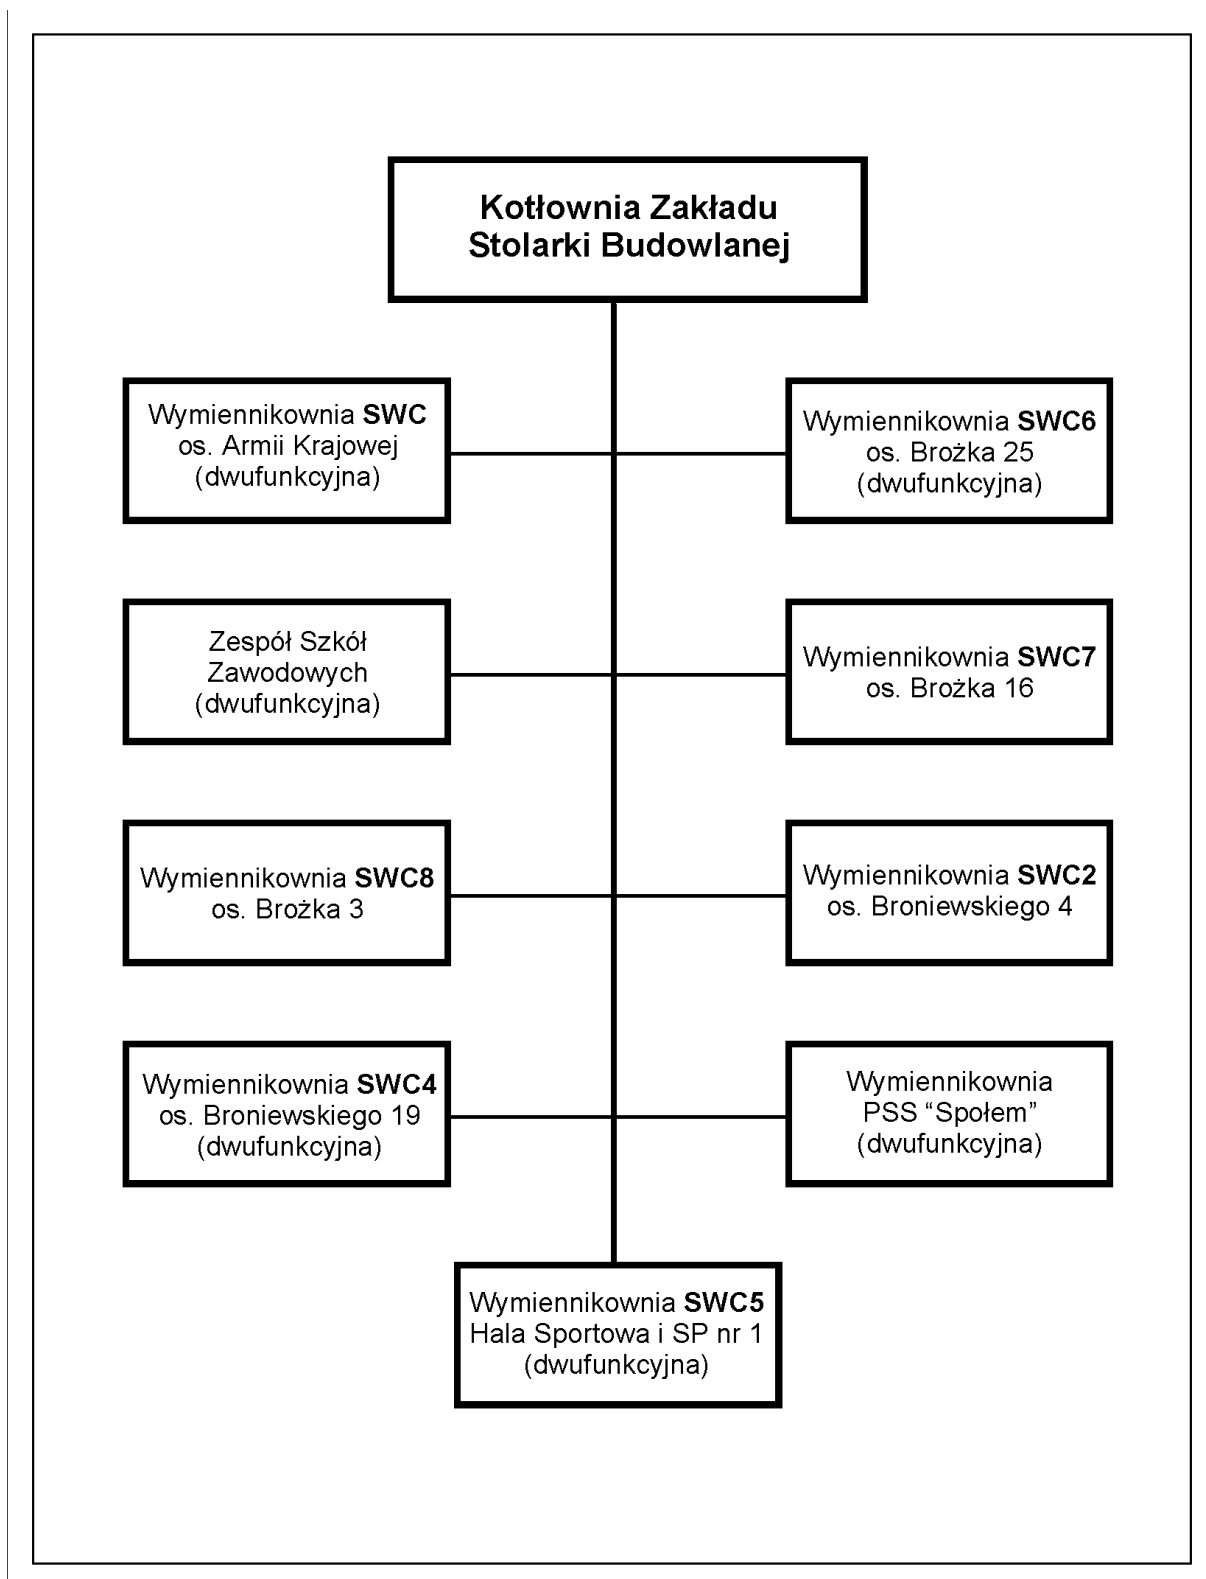 Kotłownia Zakładu
Stolarki Budowlanej
Wymiennikownia SWC
os. Armii Krajowej
(dwufunkcyjna)
Wymiennikownia SWC6
os. Brożka 25
(dwufunkcyjna)
Zespół Szkół
Zawodowych
(dwufunkcyjna)
Wymiennikownia SWC7
os. Brożka 16
Wymiennikownia SWC8
os. Brożka 3
Wymiennikownia SWC2
os. Broniewskiego 4
Wymiennikownia SWC4
os. Broniewskiego 19
(dwufunkcyjna)
Wymiennikownia
PSS “Społem”
(dwufunkcyjna)
Wymiennikownia SWC5
Hala Sportowa i SP nr 1
(dwufunkcyjna)